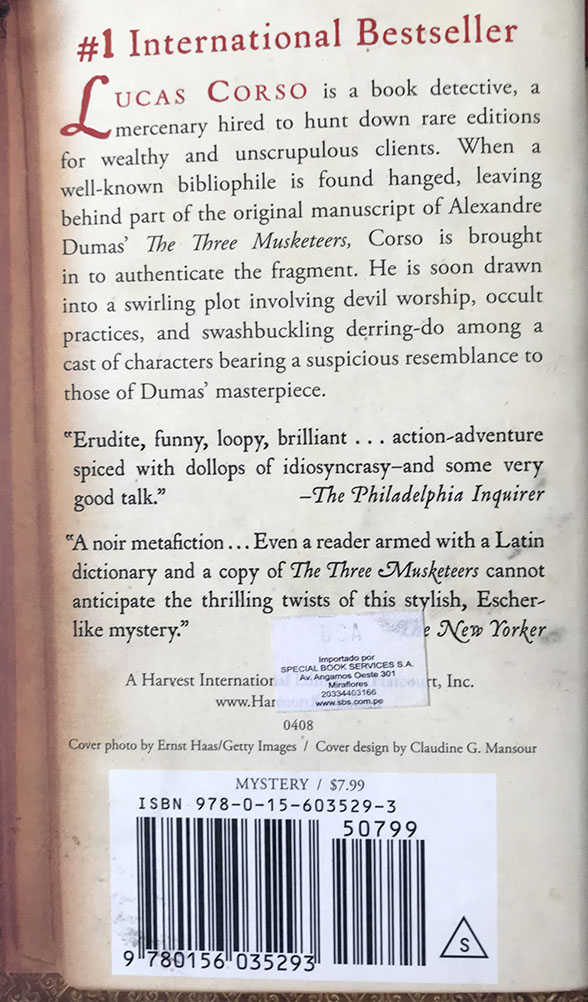 #1 International Bestseller
LUCAS CORSO is a book detective, a
mercenary hired to hunt down rare editions
for wealthy and unscrupulous clients. When a
well-known bibliophile is found hanged, leaving
behind part of the original manuscript of Alexandre
Dumas’ The Three Musketeers, Corso is brought
in to authenticate the fragment. He is soon drawn
into a swirling plot involving devil worship, occult
practices, and swashbuckling derring-do among a
cast of characters bearing a suspicious resemblance to
those of Dumas’ masterpiece.
“Erudite, funny, loopy, brilliant . . . action-adventure
spiced with dollops of idiosyncrasy—and some very
good talk.” —The Philadelphia Inquirer
“A noir metafiction . . . Even a reader armed with a Latin
dictionary and a copy of The Three Musketeers cannot
anticipate the thrilling twists of this stylish, Escher-
like mystery.” New Yorker
A Harvest Inc.
Importado por
SPECIAL BOOK SERVICES S.A.
Av. Angamos Oeste 301
Miraflores
20334403166
www.sbs.com.pe
0408
Cover photo by Ernst Haas/Getty Images / Cover design by Claudine G. Mansour
MYSTERY / $7.99
ISBN 978-0-15-603529-3
50799
9 780156 035293
S